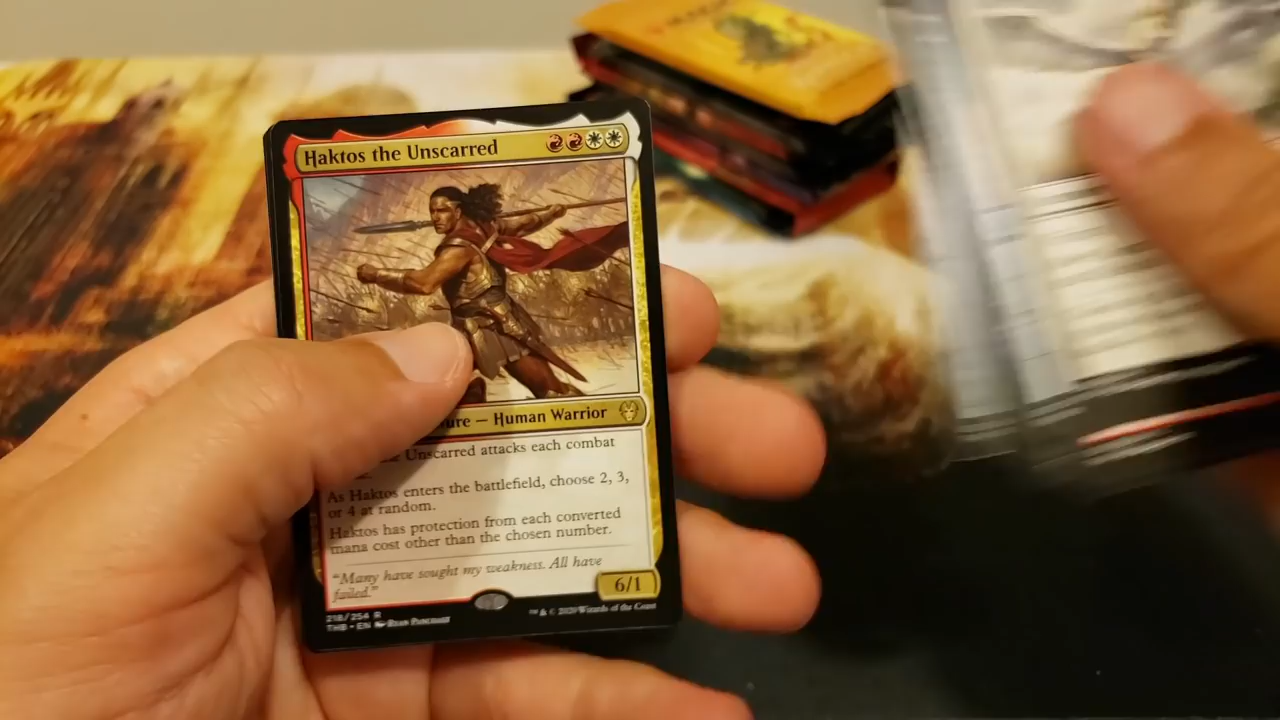 Haktos the Unscarred
ure — Human Warrior
Unscarred attacks each combat
As Haktos enters the battlefield, choose 2, 3,
or 4 at random.
Haktos has protection from each converted
mana cost other than the chosen number.
"Many have sought my weakness. All have
failed."
6/1
218/254 R
THB • EN Ryan Pancoast
™ & © 2020 Wizards of the Coast